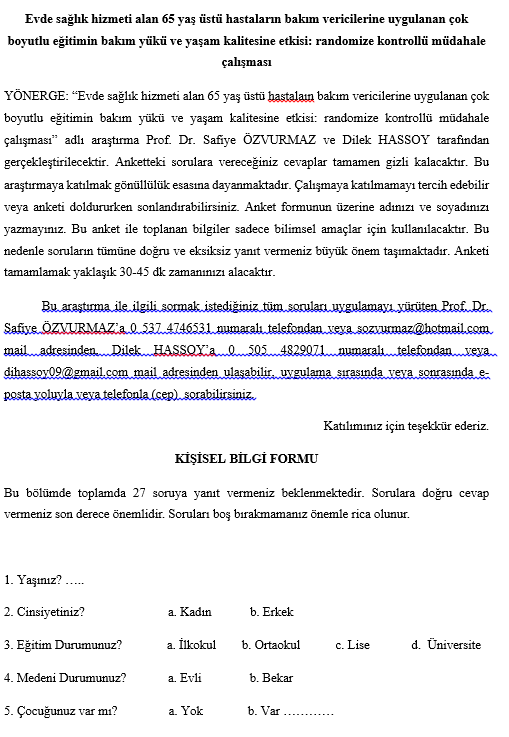 Evde sağlık hizmeti alan 65 yaş üstü hastaların bakım vericilerine uygulanan çok
boyutlu eğitimin bakım yükü ve yaşam kalitesine etkisi: randomize kontrollü müdahale
çalışması
YÖNERGE: “Evde sağlık hizmeti alan 65 yaş üstü hastalaın bakım vericilerine uygulanan çok
boyutlu eğitimin bakım yükü ve yaşam kalitesine etkisi: randomize kontrollü müdahale
çalışması” adlı araştırma Prof. Dr. Safiye ÖZVURMAZ ve Dilek HASSOY tarafından
gerçekleştirilecektir. Anketteki sorulara vereceğiniz cevaplar tamamen gizli kalacaktır. Bu
araştırmaya katılmak gönüllülük esasına dayanmaktadır. Çalışmaya katılmamayı tercih edebilir
veya anketi doldururken sonlandırabilirsiniz. Anket formunun üzerine adınızı ve soyadınızı
yazmayınız. Bu anket ile toplanan bilgiler sadece bilimsel amaçlar için kullanılacaktır. Bu
nedenle soruların tümüne doğru ve eksiksiz yanıt vermeniz büyük önem taşımaktadır. Anketi
tamamlamak yaklaşık 30-45 dk zamanınızı alacaktır.
Bu araştırma ile ilgili sormak istediğiniz tüm soruları uygulamayı yürüten Prof. Dr.
Safiye ÖZVURMAZ’a 0 537 4746531 numaralı telefondan veya sozvurmaz@hotmail.com
mail adresinden, Dilek HASSOY’a 0 505 4829071 numaralı telefondan veya
dihassoy09@gmail.com mail adresinden ulaşabilir, uygulama sırasında veya sonrasında e-
posta yoluyla veya telefonla (cep) sorabilirsiniz.
Katılımınız için teşekkür ederiz.
KİŞİSEL BİLGİ FORMU
Bu bölümde toplamda 27 soruya yanıt vermeniz beklenmektedir. Sorulara doğru cevap
vermeniz son derece önemlidir. Soruları boş bırakmamanız önemle rica olunur.
1. Yaşınız? …..
2. Cinsiyetiniz? a. Kadın b. Erkek
3. Eğitim Durumunuz? a. İlkokul b. Ortaokul c. Lise d. Üniversite
4. Medeni Durumunuz? a. Evli b. Bekar
5. Çocuğunuz var mı? a. Yok b. Var …………